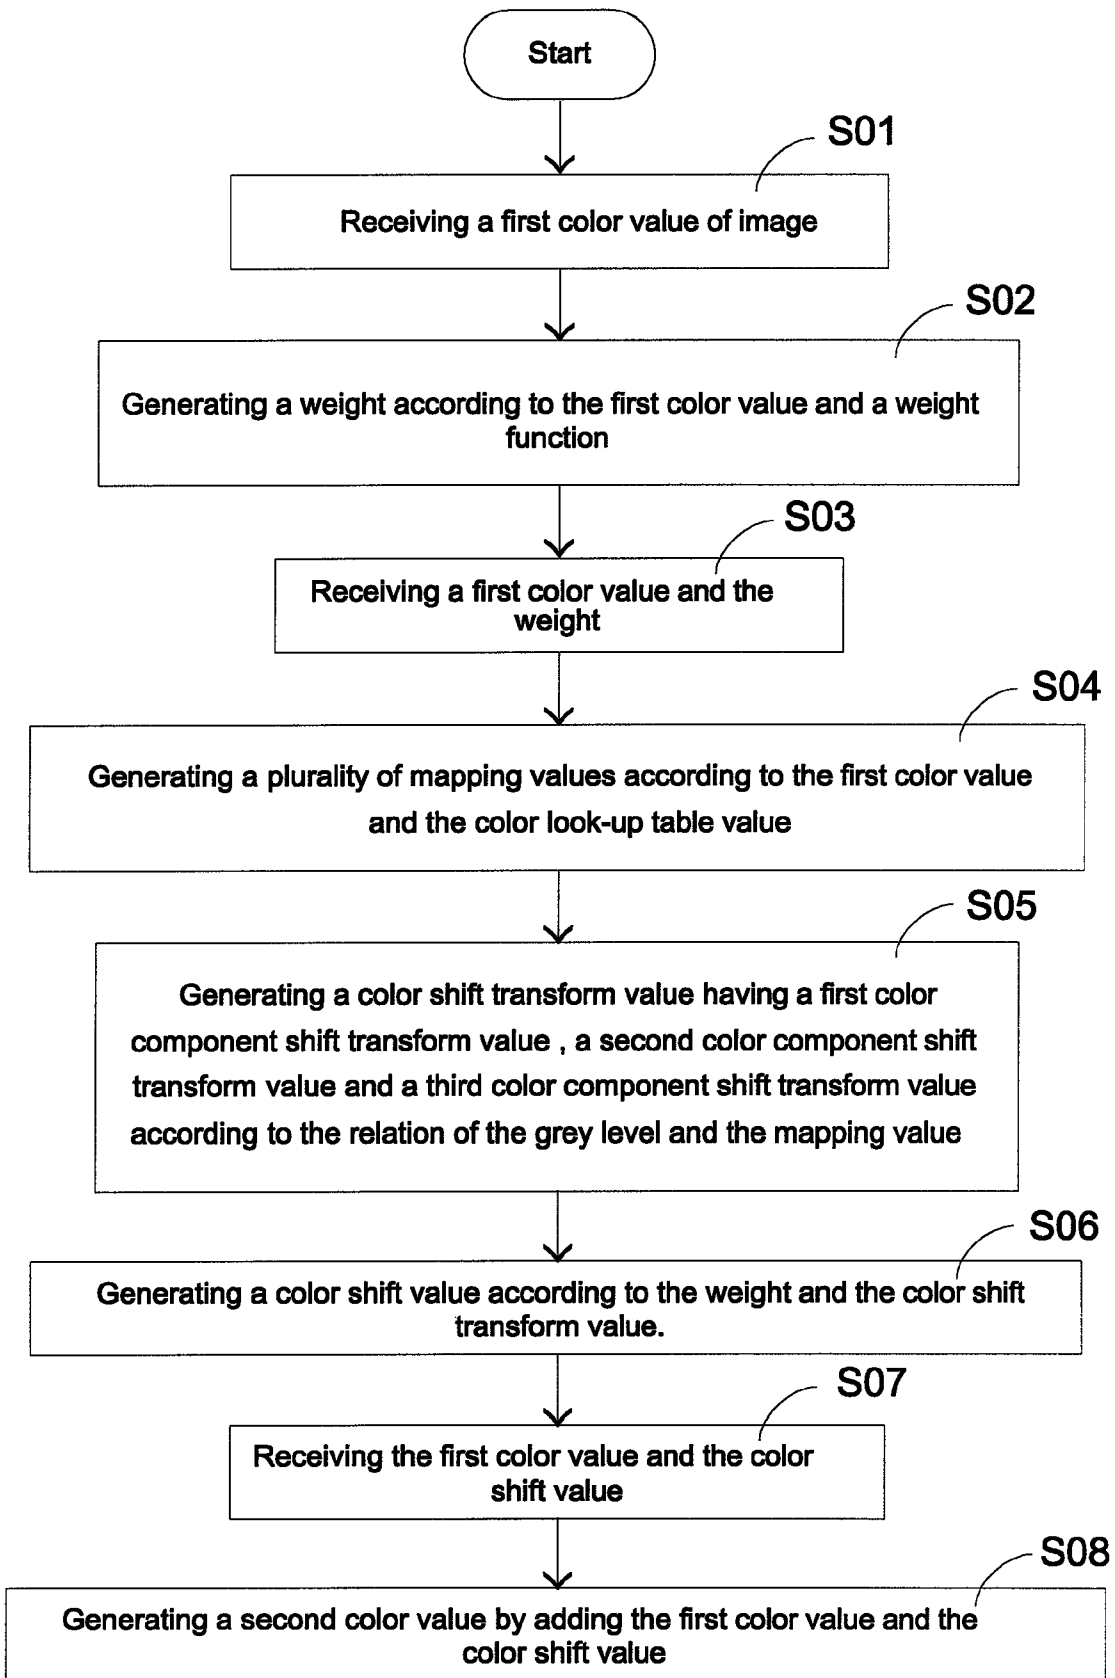 Start
S01
Receiving a first color value of image
S02
Generating a weight according to the first color value and a weight
function
S03
Receiving a first color value and the
weight
S04
Generating a plurality of mapping values according to the first color value
and the color look-up table value
S05
Generating a color shift transform value having a first color
component shift transform value , a second color component shift
transform value and a third color component shift transform value
according to the relation of the grey level and the mapping value
S06
Generating a color shift value according to the weight and the color shift
transform value.
S07
Receiving the first color value and the color
shift value
S08
Generating a second color value by adding the first color value and the
color shift value